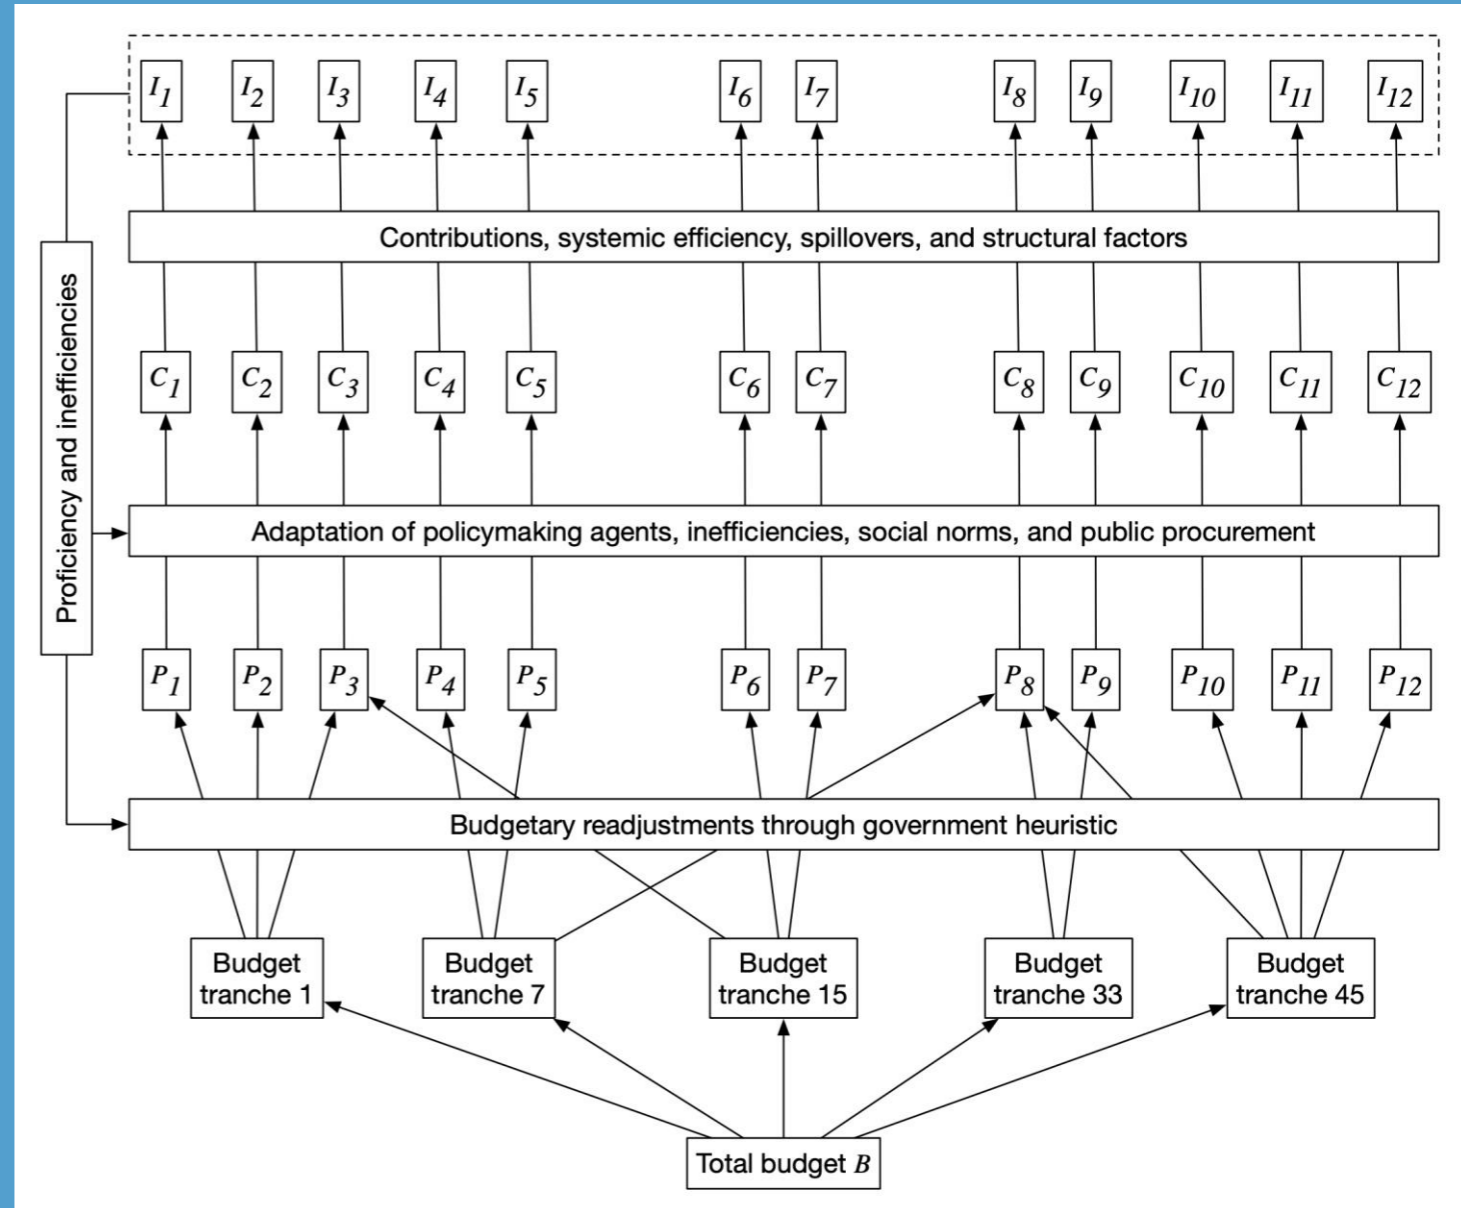 I1 I2 I3 I4 I5 I6 I7 I8 I9 I10 I11 I12
Contributions, systemic efficiency, spillovers, and structural factors
Proficiency and inefficiencies
C1 C2 C3 C4 C5 C6 C7 C8 C9 C10 C11 C12
Adaptation of policymaking agents, inefficiencies, social norms, and public procurement
P1 P2 P3 P4 P5 P6 P7 P8 P9 P10 P11 P12
Budgetary readjustments through government heuristic
Budget
tranche 1
Budget
tranche 7
Budget
tranche 15
Budget
tranche 33
Budget
tranche 45
Total budget B